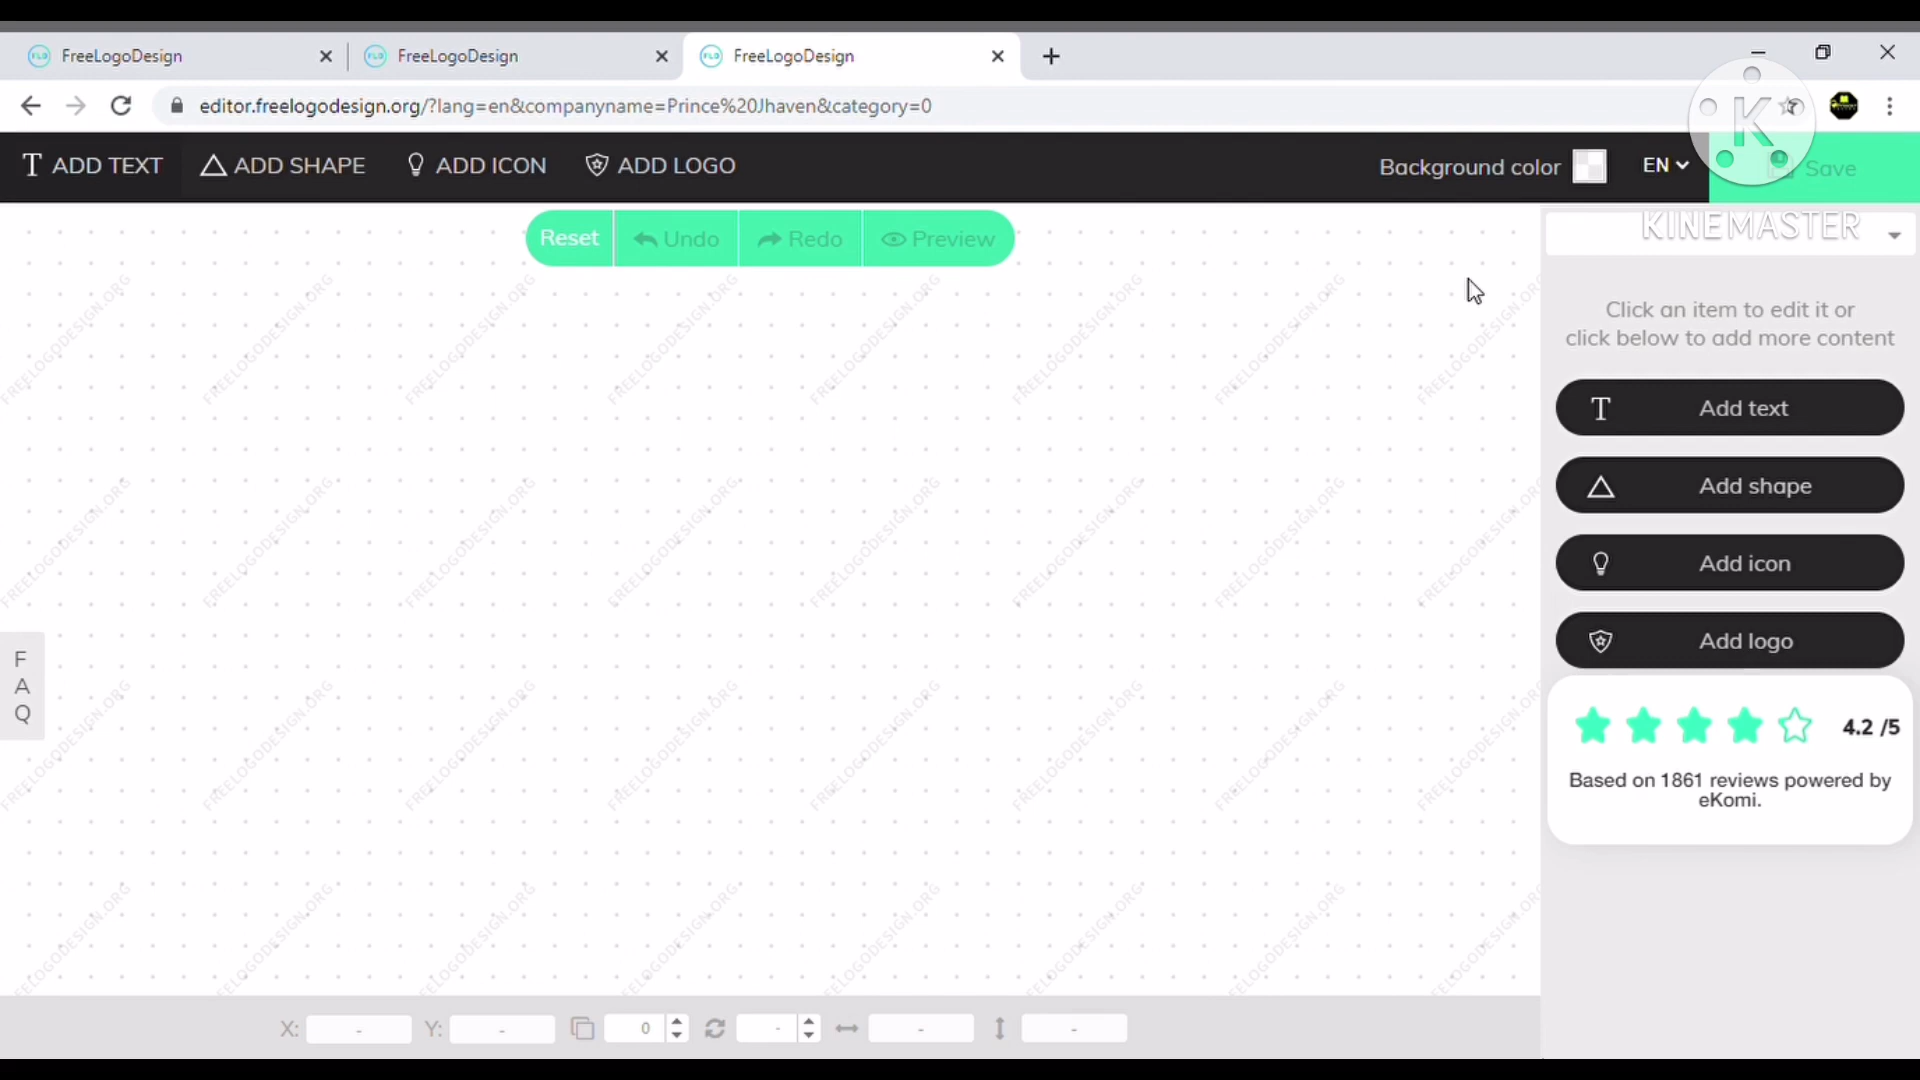 FreeLogoDesign
FreeLogoDesign
FreeLogoDesign
editor.freelogodesign.org/?lang=en&companyname=Prince%20Jhaven&category=0
K
ADD TEXT
ADD SHAPE
ADD ICON
ADD LOGO
Background color
EN
Save
KINEMASTER
Reset
Undo
Redo
Preview
Click an item to edit it or
click below to add more content
Add text
Add shape
Add icon
Add logo
4.2 /5
Based on 1861 reviews powered by
eKomi.
F
A
Q
FREELOGODESIGN.ORG
X: -
Y: -
0
-
-
-